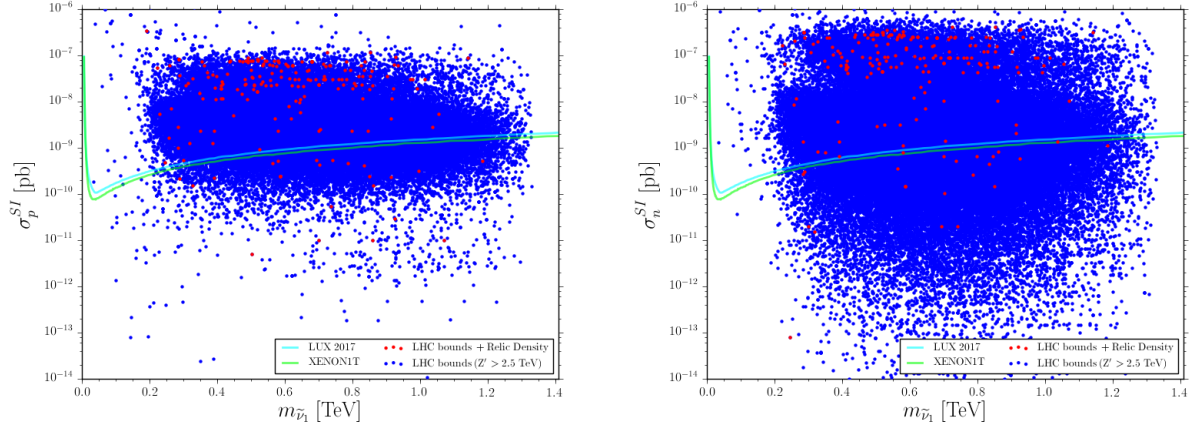 10⁻⁶
10⁻⁷
10⁻⁸
10⁻⁹
10⁻¹⁰
10⁻¹¹
10⁻¹²
10⁻¹³
10⁻¹⁴
σₚ^SI [pb]
LUX 2017
XENON1T
LHC bounds + Relic Density
LHC bounds (Z' > 2.5 TeV)
0.0 0.2 0.4 0.6 0.8 1.0 1.2 1.4
m_ν̃₁ [TeV]
10⁻⁶
10⁻⁷
10⁻⁸
10⁻⁹
10⁻¹⁰
10⁻¹¹
10⁻¹²
10⁻¹³
10⁻¹⁴
σₙ^SI [pb]
LUX 2017
XENON1T
LHC bounds + Relic Density
LHC bounds (Z' > 2.5 TeV)
0.0 0.2 0.4 0.6 0.8 1.0 1.2 1.4
m_ν̃₁ [TeV]